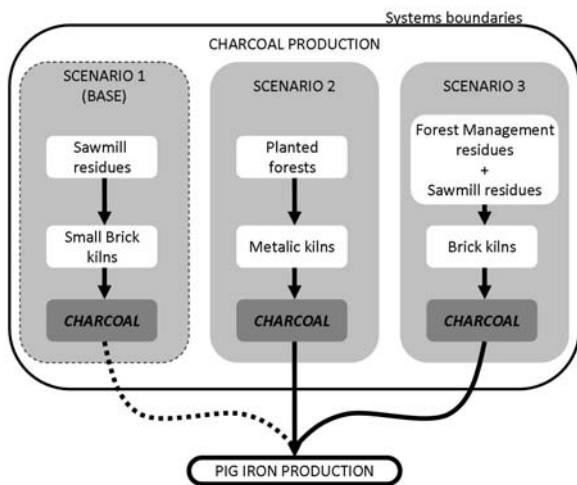 Systems boundaries
CHARCOAL PRODUCTION
SCENARIO 1
(BASE)
Sawmill
residues
Small Brick
kilns
CHARCOAL
SCENARIO 2
Planted
forests
Metalic kilns
CHARCOAL
SCENARIO 3
Forest Management
residues
+
Sawmill residues
Brick kilns
CHARCOAL
PIG IRON PRODUCTION